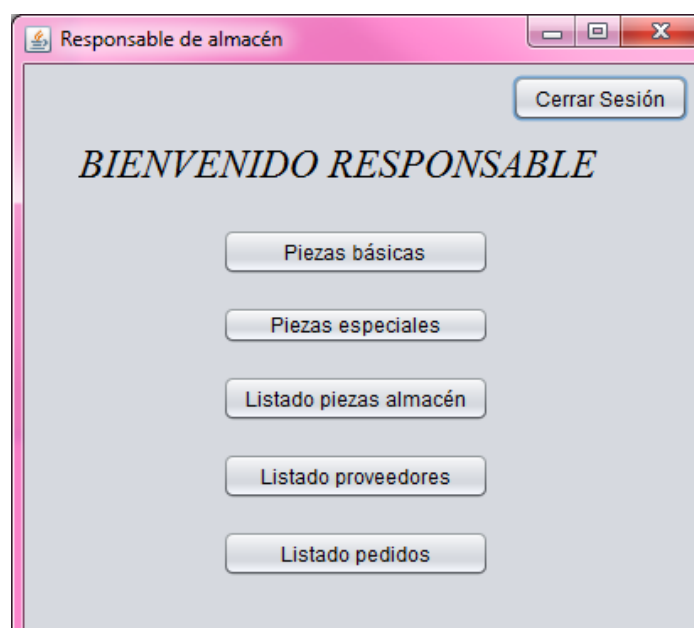 Responsable de almacén
Cerrar Sesión
BIENVENIDO RESPONSABLE
Piezas básicas
Piezas especiales
Listado piezas almacén
Listado proveedores
Listado pedidos